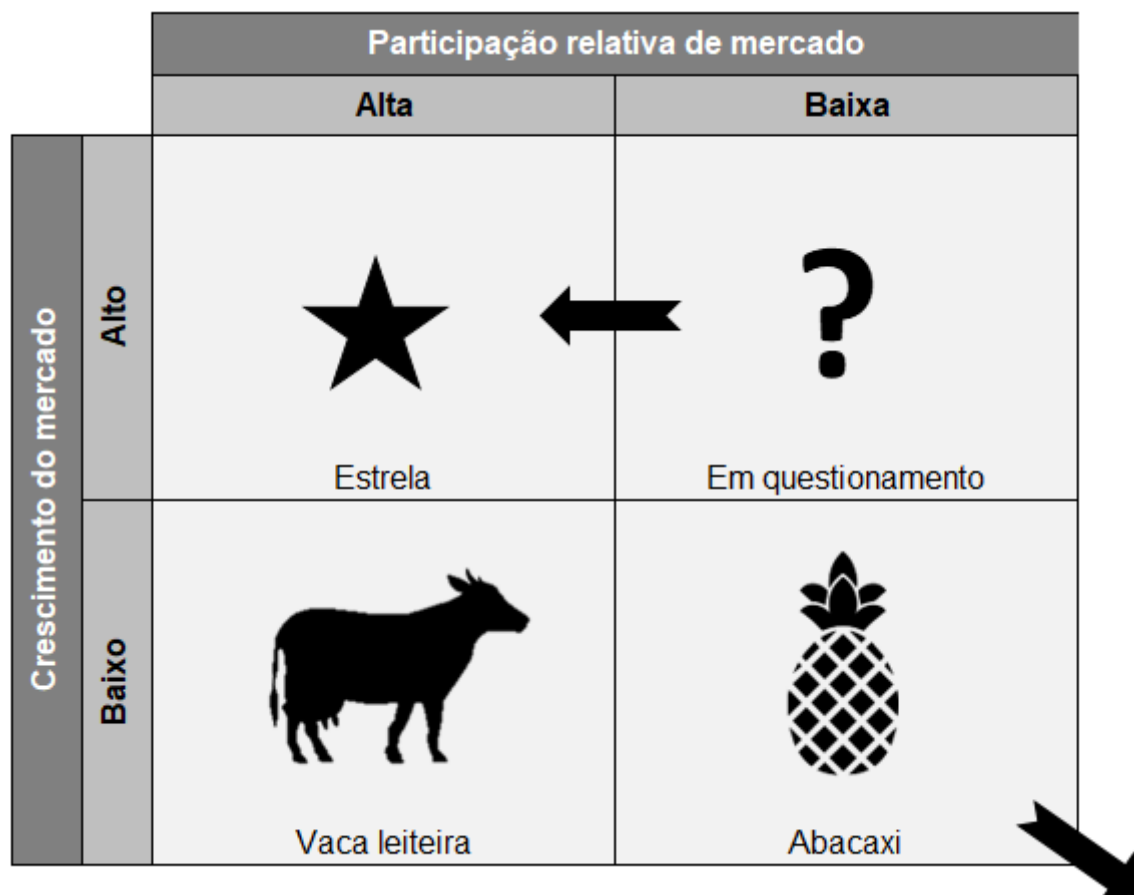 Participação relativa de mercado
Alta
Baixa
Crescimento do mercado
Alto
?
Estrela
Em questionamento
Baixo
Vaca leiteira
Abacaxi